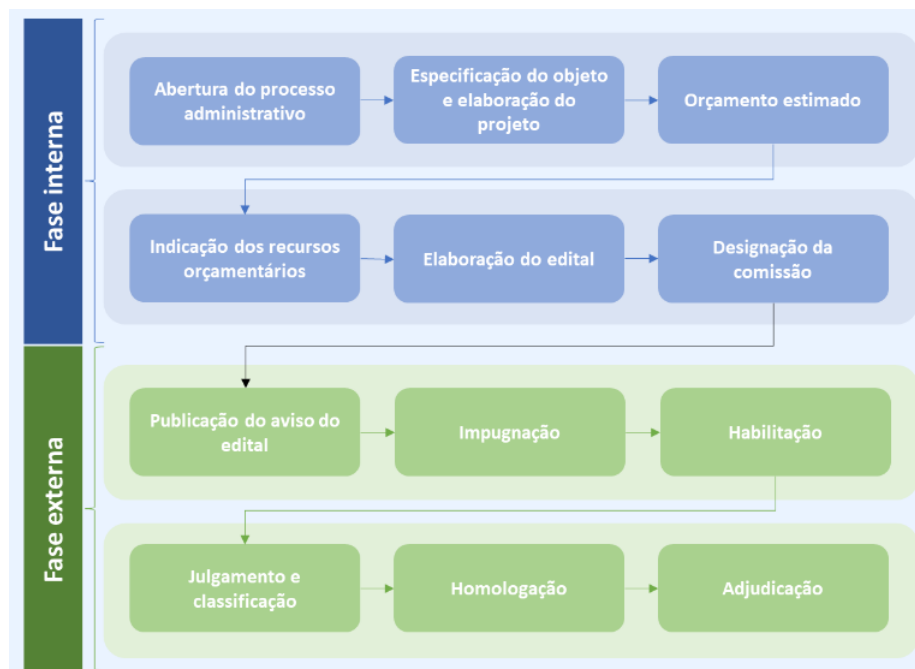 Fase interna
Abertura do processo
administrativo
Especificação do objeto
e elaboração do
projeto
Orçamento estimado
Indicação dos recursos
orçamentários
Elaboração do edital
Designação da
comissão
Fase externa
Publicação do aviso do
edital
Impugnação
Habilitação
Julgamento e
classificação
Homologação
Adjudicação